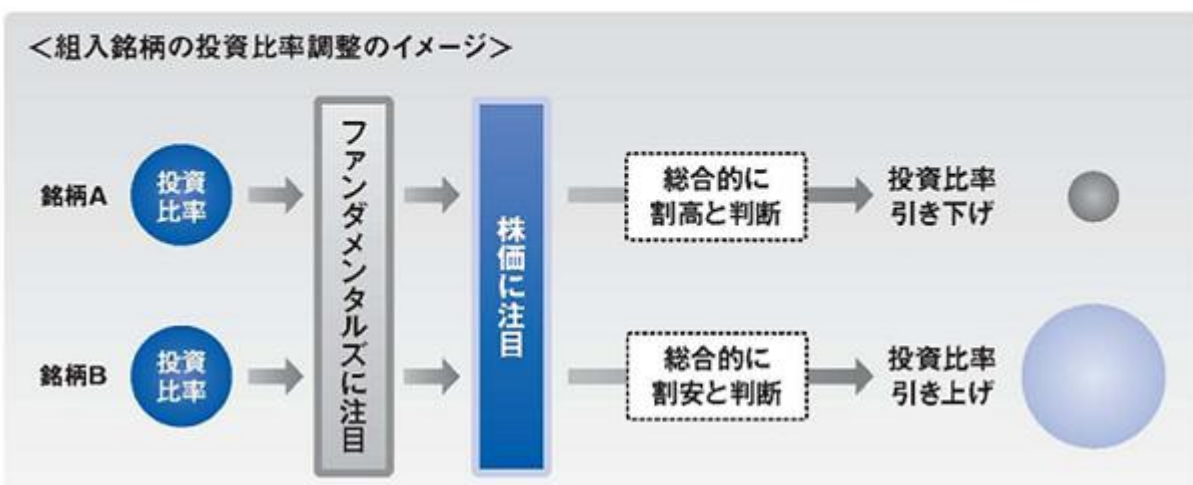 ＜組入銘柄の投資比率調整のイメージ＞
銘柄A
投資
比率
ファンダメンタルズに注目
株価に注目
総合的に
割高と判断
投資比率
引き下げ
銘柄B
投資
比率
総合的に
割安と判断
投資比率
引き上げ